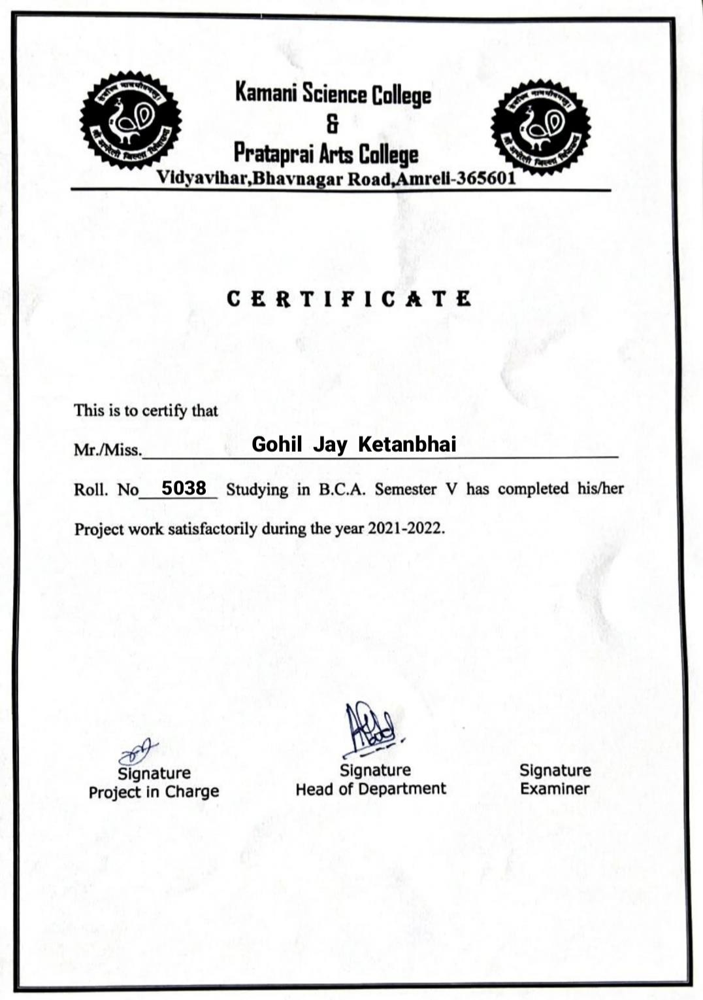 Kamani Science College
&
Prataprai Arts College
Vidyavihar,Bhavnagar Road,Amreli-365601
CERTIFICATE
This is to certify that
Mr./Miss. Gohil Jay Ketanbhai
Roll. No 5038 Studying in B.C.A. Semester V has completed his/her
Project work satisfactorily during the year 2021-2022.
Signature Signature Signature
Project in Charge Head of Department Examiner